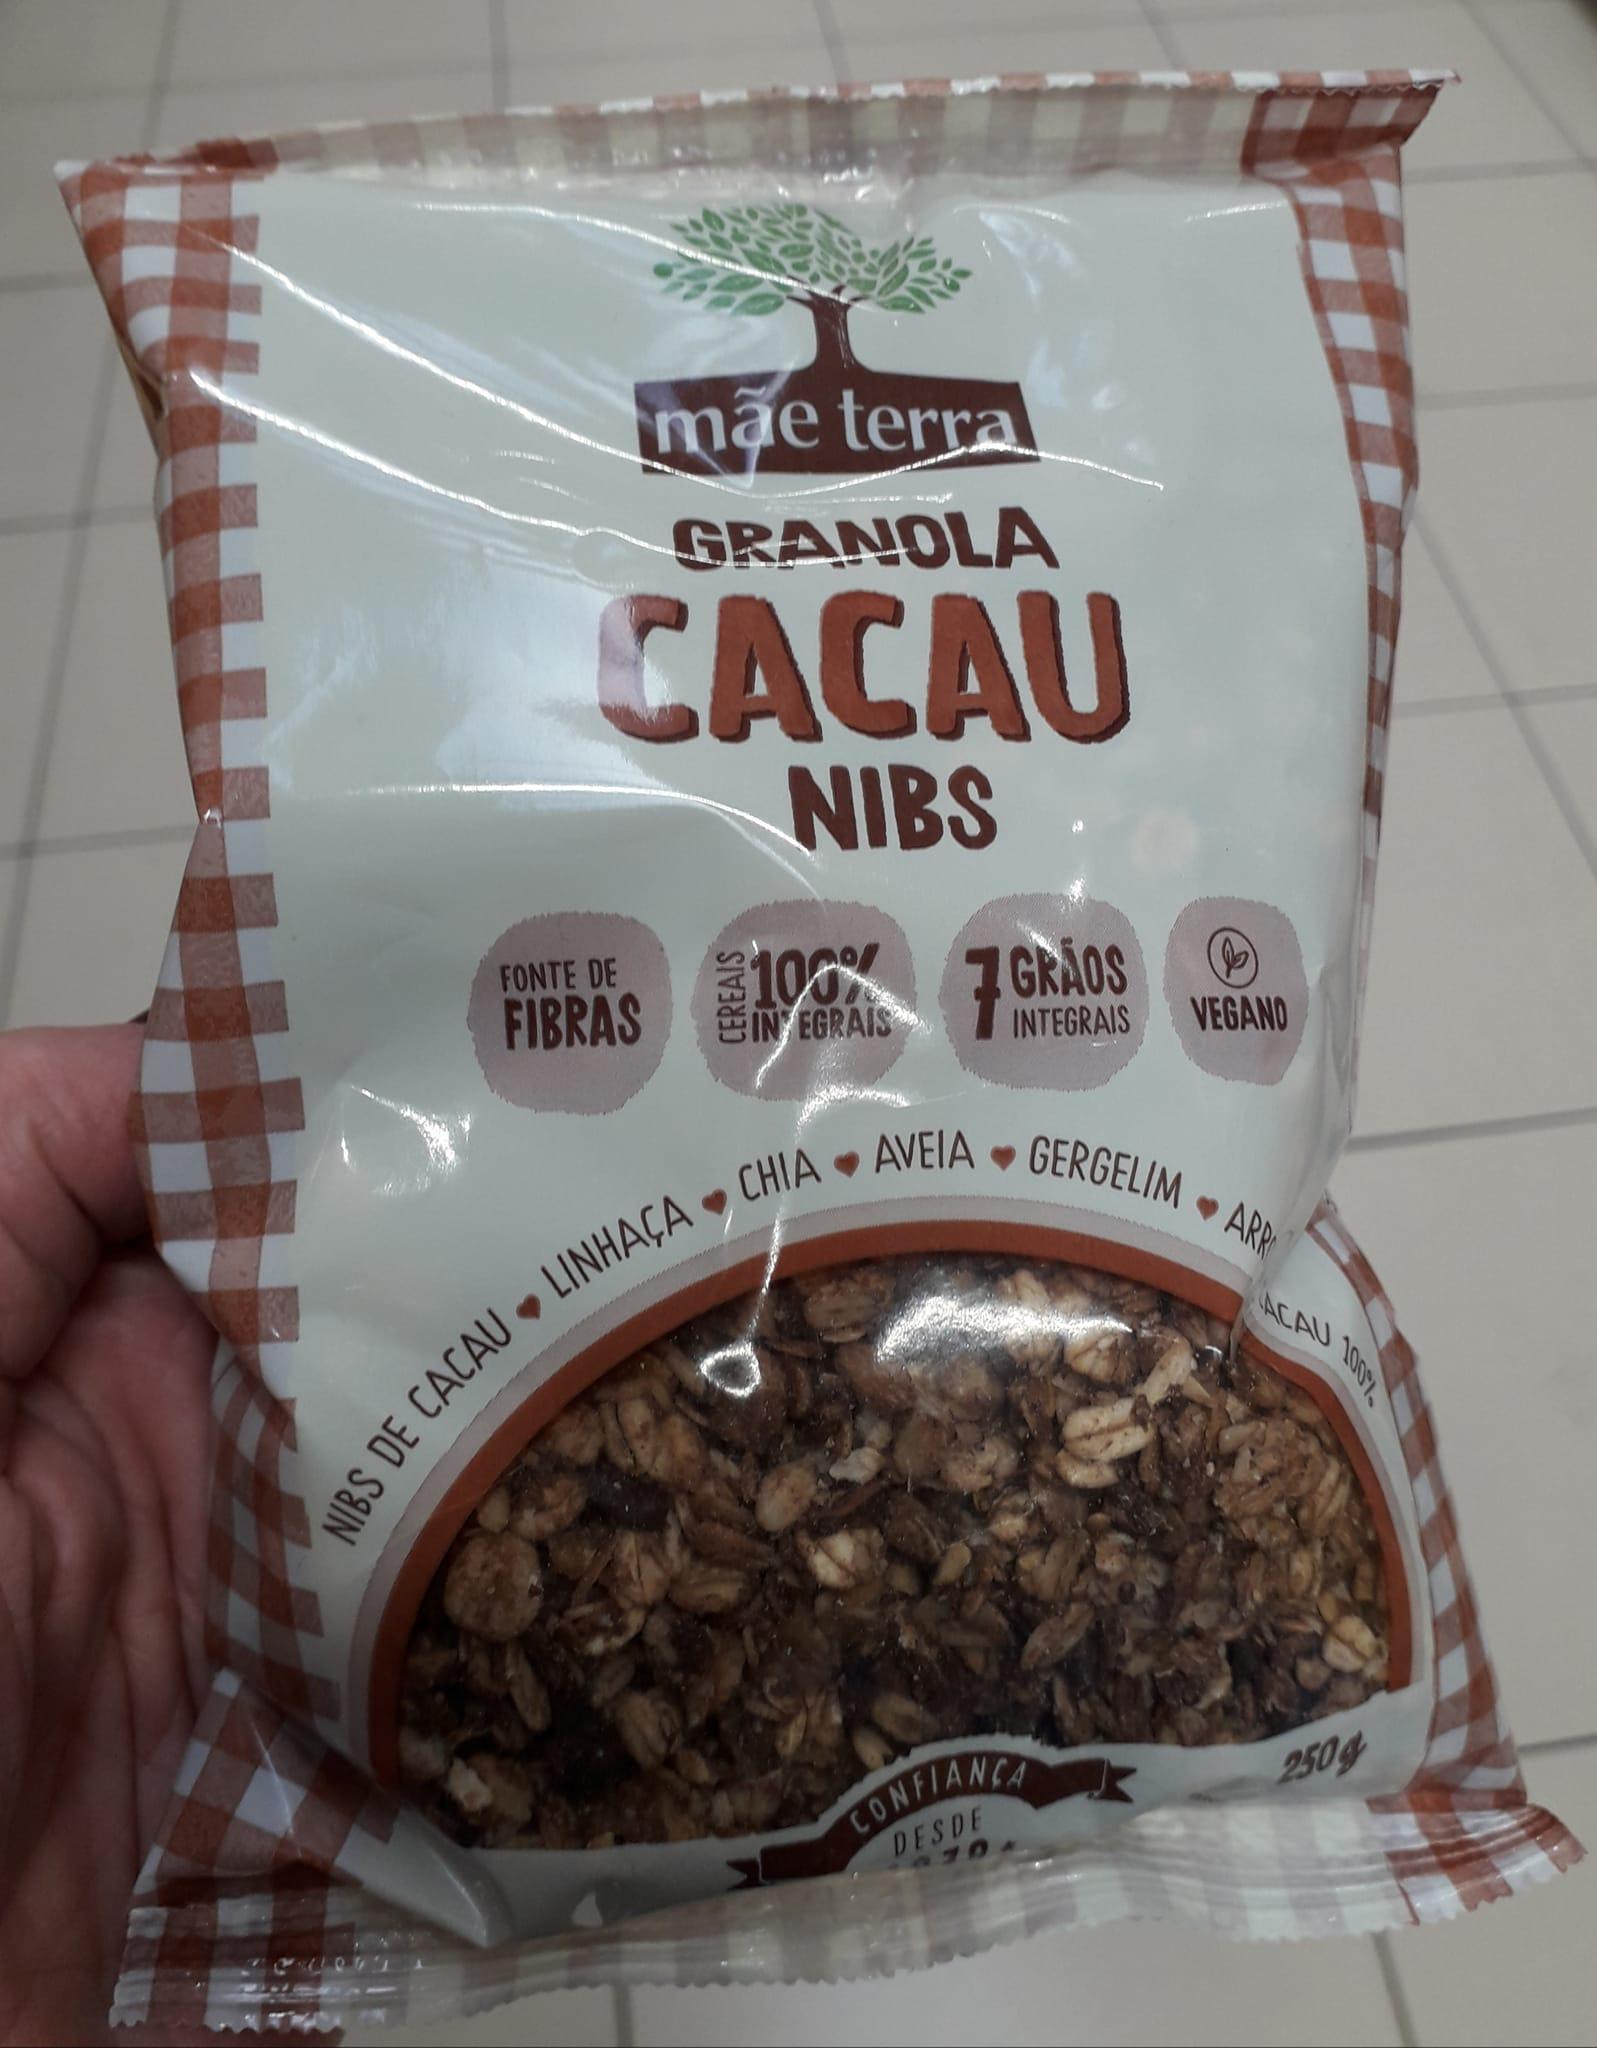 mãe terra
GRANOLA
CACAU
NIBS
FONTE DE
FIBRAS
CEREAIS
100%
INTEGRAIS
7 GRÃOS
INTEGRAIS
VEGANO
NIBS DE CACAU ♥ LINHAÇA ♥ CHIA ♥ AVEIA ♥ GERGELIM ♥
CACAU 100%
250g
CONFIANÇA
DESDE